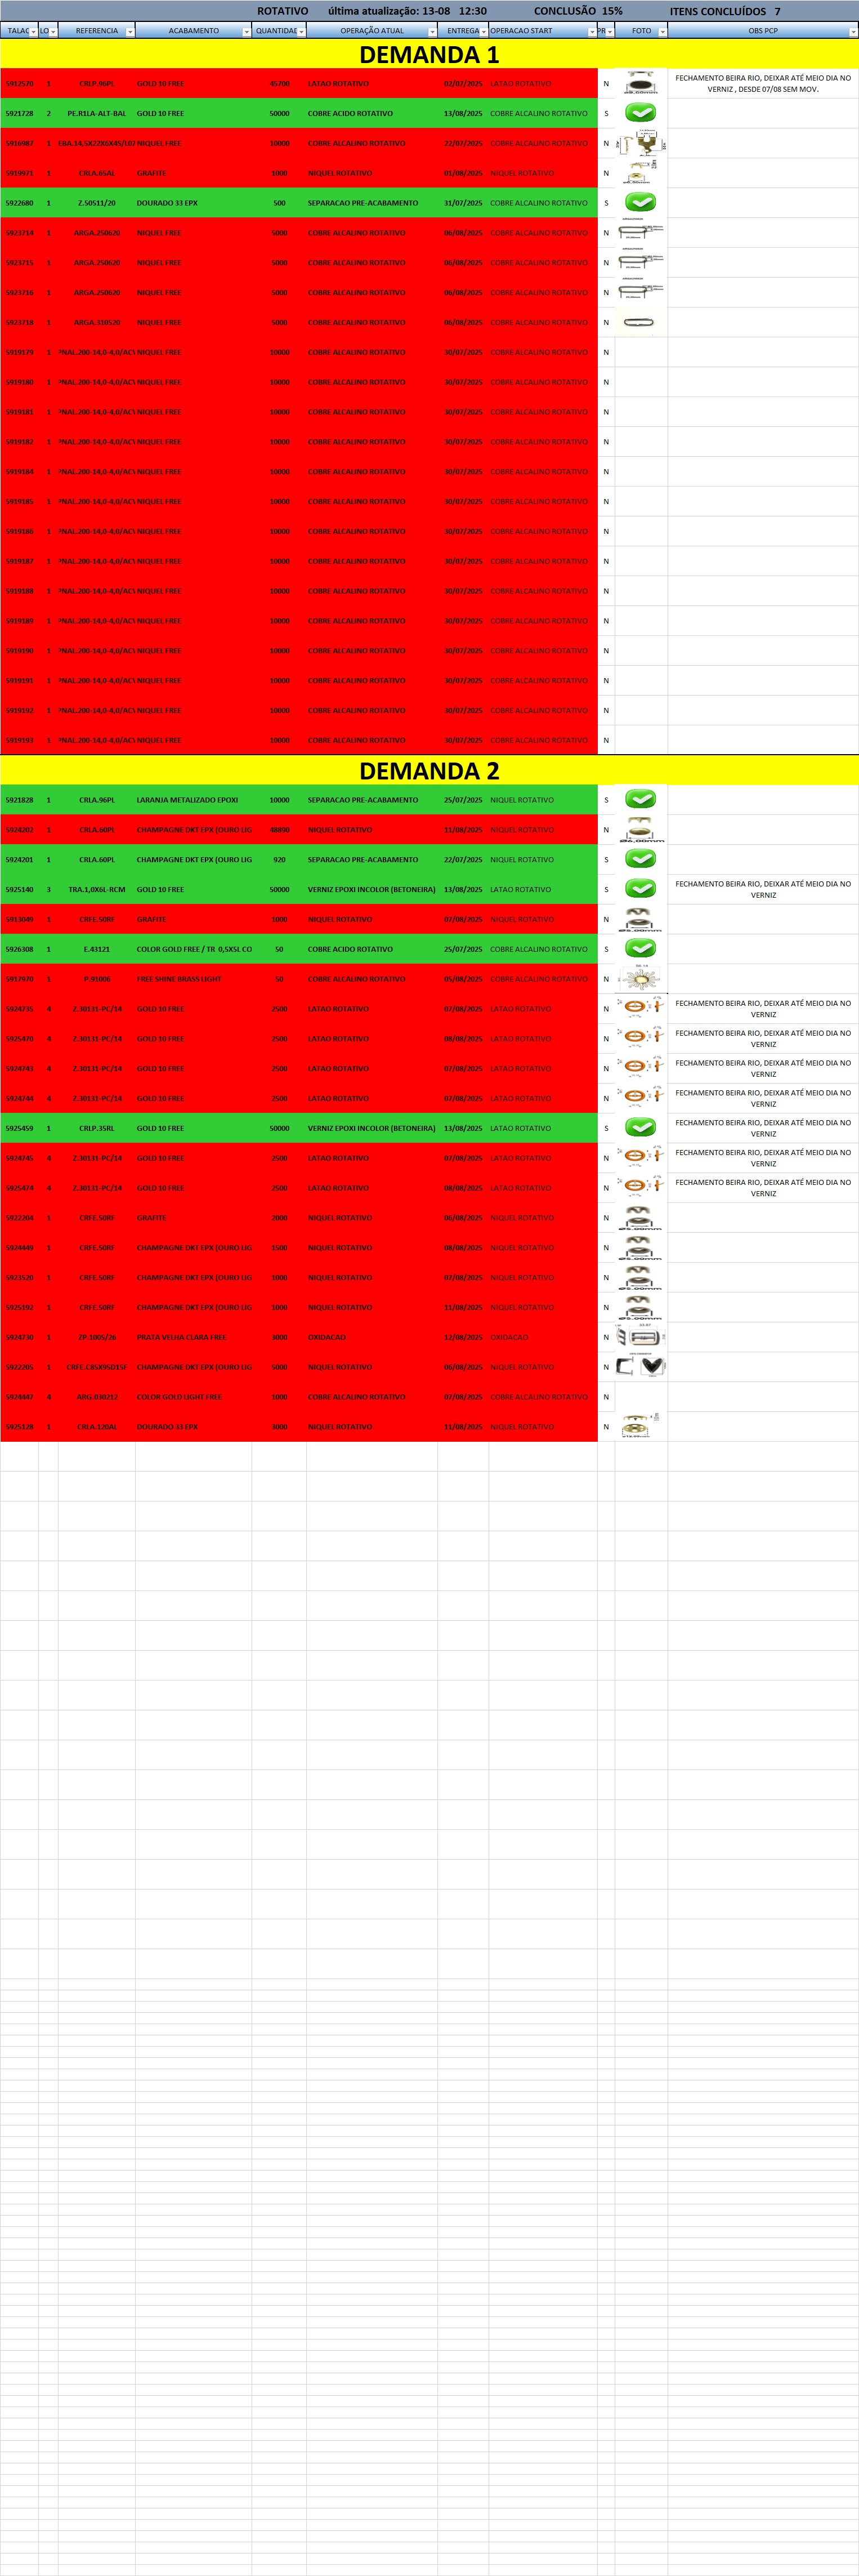 ROTATIVO última atualização: 13-08 12:30 CONCLUSÃO 15% ITENS CONCLUÍDOS 7
TALAC LO REFERENCIA ACABAMENTO QUANTIDAD OPERAÇÃO ATUAL ENTREGA OPERACAO START PR FOTO OBS PCP
DEMANDA 1
5912570 1 CRLP.96PL GOLD 10 FREE 45700 LATAO ROTATIVO 02/07/2025 LATAO ROTATIVO N FECHAMENTO BEIRA RIO, DEIXAR ATÉ MEIO DIA NO
VERNIZ , DESDE 07/08 SEM MOV.
5921728 2 PE.R1LA-ALT-BAL GOLD 10 FREE 50000 COBRE ACIDO ROTATIVO 13/08/2025 COBRE ALCALINO ROTATIVO S
5916987 1 EBA.14,5X22X6X45/L07 NIQUEL FREE 10000 COBRE ALCALINO ROTATIVO 22/07/2025 COBRE ALCALINO ROTATIVO N
5919971 1 CRLA.65AL GRAFITE 1000 NIQUEL ROTATIVO 01/08/2025 NIQUEL ROTATIVO N
5922680 1 Z.50511/20 DOURADO 33 EPX 500 SEPARACAO PRE-ACABAMENTO 31/07/2025 COBRE ALCALINO ROTATIVO S
5923714 1 ARGA.250620 NIQUEL FREE 5000 COBRE ALCALINO ROTATIVO 06/08/2025 COBRE ALCALINO ROTATIVO N
5923715 1 ARGA.250620 NIQUEL FREE 5000 COBRE ALCALINO ROTATIVO 06/08/2025 COBRE ALCALINO ROTATIVO N
5923716 1 ARGA.250620 NIQUEL FREE 5000 COBRE ALCALINO ROTATIVO 06/08/2025 COBRE ALCALINO ROTATIVO N
5923718 1 ARGA.310520 NIQUEL FREE 5000 COBRE ALCALINO ROTATIVO 06/08/2025 COBRE ALCALINO ROTATIVO N
5919179 1 PNAL.200-14,0-4,0/ACV NIQUEL FREE 10000 COBRE ALCALINO ROTATIVO 30/07/2025 COBRE ALCALINO ROTATIVO N
5919180 1 PNAL.200-14,0-4,0/ACV NIQUEL FREE 10000 COBRE ALCALINO ROTATIVO 30/07/2025 COBRE ALCALINO ROTATIVO N
5919181 1 PNAL.200-14,0-4,0/ACV NIQUEL FREE 10000 COBRE ALCALINO ROTATIVO 30/07/2025 COBRE ALCALINO ROTATIVO N
5919182 1 PNAL.200-14,0-4,0/ACV NIQUEL FREE 10000 COBRE ALCALINO ROTATIVO 30/07/2025 COBRE ALCALINO ROTATIVO N
5919184 1 PNAL.200-14,0-4,0/ACV NIQUEL FREE 10000 COBRE ALCALINO ROTATIVO 30/07/2025 COBRE ALCALINO ROTATIVO N
5919185 1 PNAL.200-14,0-4,0/ACV NIQUEL FREE 10000 COBRE ALCALINO ROTATIVO 30/07/2025 COBRE ALCALINO ROTATIVO N
5919186 1 PNAL.200-14,0-4,0/ACV NIQUEL FREE 10000 COBRE ALCALINO ROTATIVO 30/07/2025 COBRE ALCALINO ROTATIVO N
5919187 1 PNAL.200-14,0-4,0/ACV NIQUEL FREE 10000 COBRE ALCALINO ROTATIVO 30/07/2025 COBRE ALCALINO ROTATIVO N
5919188 1 PNAL.200-14,0-4,0/ACV NIQUEL FREE 10000 COBRE ALCALINO ROTATIVO 30/07/2025 COBRE ALCALINO ROTATIVO N
5919189 1 PNAL.200-14,0-4,0/ACV NIQUEL FREE 10000 COBRE ALCALINO ROTATIVO 30/07/2025 COBRE ALCALINO ROTATIVO N
5919190 1 PNAL.200-14,0-4,0/ACV NIQUEL FREE 10000 COBRE ALCALINO ROTATIVO 30/07/2025 COBRE ALCALINO ROTATIVO N
5919191 1 PNAL.200-14,0-4,0/ACV NIQUEL FREE 10000 COBRE ALCALINO ROTATIVO 30/07/2025 COBRE ALCALINO ROTATIVO N
5919192 1 PNAL.200-14,0-4,0/ACV NIQUEL FREE 10000 COBRE ALCALINO ROTATIVO 30/07/2025 COBRE ALCALINO ROTATIVO N
5919193 1 PNAL.200-14,0-4,0/ACV NIQUEL FREE 10000 COBRE ALCALINO ROTATIVO 30/07/2025 COBRE ALCALINO ROTATIVO N
DEMANDA 2
5921828 1 CRLA.96PL LARANJA METALIZADO EPOXI 10000 SEPARACAO PRE-ACABAMENTO 25/07/2025 NIQUEL ROTATIVO S
5924202 1 CRLA.60PL CHAMPAGNE DKT EPX (OURO LIG 48890 NIQUEL ROTATIVO 11/08/2025 NIQUEL ROTATIVO N
5924201 1 CRLA.60PL CHAMPAGNE DKT EPX (OURO LIG 920 SEPARACAO PRE-ACABAMENTO 22/07/2025 NIQUEL ROTATIVO S
5925140 3 TRA.1,0X6L-RCM GOLD 10 FREE 50000 VERNIZ EPOXI INCOLOR (BETONEIRA) 13/08/2025 LATAO ROTATIVO S FECHAMENTO BEIRA RIO, DEIXAR ATÉ MEIO DIA NO
VERNIZ
5913049 1 CRFE.50RF GRAFITE 1000 NIQUEL ROTATIVO 07/08/2025 NIQUEL ROTATIVO N
5926308 1 E.43121 COLOR GOLD FREE / TR 0,5X5L CO 50 COBRE ACIDO ROTATIVO 25/07/2025 COBRE ALCALINO ROTATIVO S
5917970 1 P.91006 FREE SHINE BRASS LIGHT 50 COBRE ALCALINO ROTATIVO 05/08/2025 COBRE ALCALINO ROTATIVO N
5924735 4 Z.30131-PC/14 GOLD 10 FREE 2500 LATAO ROTATIVO 07/08/2025 LATAO ROTATIVO N FECHAMENTO BEIRA RIO, DEIXAR ATÉ MEIO DIA NO
VERNIZ
5925470 4 Z.30131-PC/14 GOLD 10 FREE 2500 LATAO ROTATIVO 08/08/2025 LATAO ROTATIVO N FECHAMENTO BEIRA RIO, DEIXAR ATÉ MEIO DIA NO
VERNIZ
5924743 4 Z.30131-PC/14 GOLD 10 FREE 2500 LATAO ROTATIVO 07/08/2025 LATAO ROTATIVO N FECHAMENTO BEIRA RIO, DEIXAR ATÉ MEIO DIA NO
VERNIZ
5924744 4 Z.30131-PC/14 GOLD 10 FREE 2500 LATAO ROTATIVO 07/08/2025 LATAO ROTATIVO N FECHAMENTO BEIRA RIO, DEIXAR ATÉ MEIO DIA NO
VERNIZ
5925459 1 CRLP.35RL GOLD 10 FREE 50000 VERNIZ EPOXI INCOLOR (BETONEIRA) 13/08/2025 LATAO ROTATIVO S FECHAMENTO BEIRA RIO, DEIXAR ATÉ MEIO DIA NO
VERNIZ
5924745 4 Z.30131-PC/14 GOLD 10 FREE 2500 LATAO ROTATIVO 07/08/2025 LATAO ROTATIVO N FECHAMENTO BEIRA RIO, DEIXAR ATÉ MEIO DIA NO
VERNIZ
5925474 4 Z.30131-PC/14 GOLD 10 FREE 2500 LATAO ROTATIVO 08/08/2025 LATAO ROTATIVO N FECHAMENTO BEIRA RIO, DEIXAR ATÉ MEIO DIA NO
VERNIZ
5922204 1 CRFE.50RF GRAFITE 2000 NIQUEL ROTATIVO 06/08/2025 NIQUEL ROTATIVO N
5924449 1 CRFE.50RF CHAMPAGNE DKT EPX (OURO LIG 1500 NIQUEL ROTATIVO 08/08/2025 NIQUEL ROTATIVO N
5923520 1 CRFE.50RF CHAMPAGNE DKT EPX (OURO LIG 1000 NIQUEL ROTATIVO 07/08/2025 NIQUEL ROTATIVO N
5925192 1 CRFE.50RF CHAMPAGNE DKT EPX (OURO LIG 1000 NIQUEL ROTATIVO 11/08/2025 NIQUEL ROTATIVO N
5924730 1 ZP.1005/26 PRATA VELHA CLARA FREE 3000 OXIDACAO 12/08/2025 OXIDACAO N
5922205 1 CRFE.C85X95D15F CHAMPAGNE DKT EPX (OURO LIG 5000 NIQUEL ROTATIVO 06/08/2025 NIQUEL ROTATIVO N
5924447 4 ARG.030212 COLOR GOLD LIGHT FREE 1000 COBRE ALCALINO ROTATIVO 07/08/2025 COBRE ALCALINO ROTATIVO N
5925128 1 CRLA.120AL DOURADO 33 EPX 3000 NIQUEL ROTATIVO 11/08/2025 NIQUEL ROTATIVO N